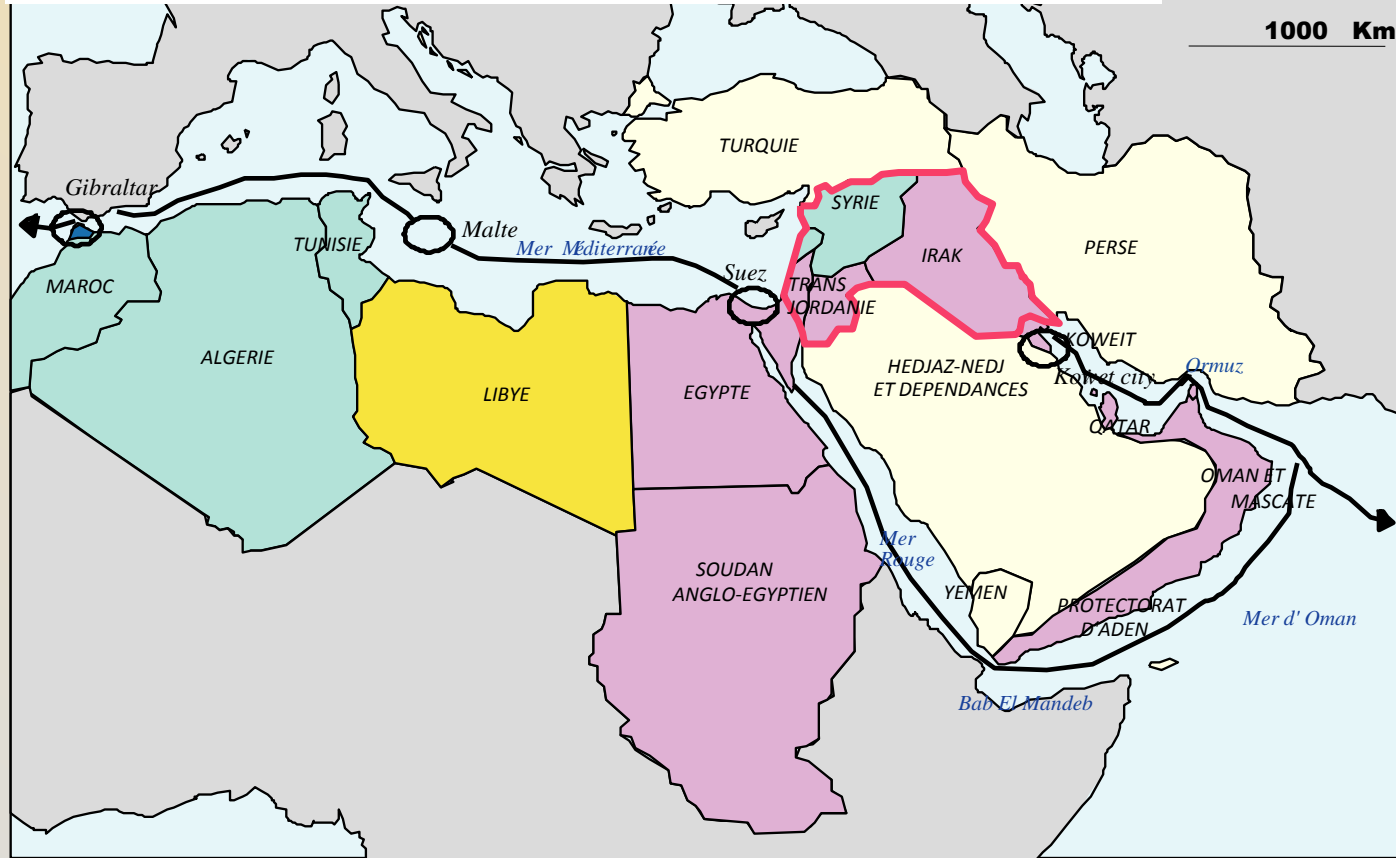 1000 Km
TURQUIE
Gibraltar
SYRIE
Malte
TUNISIE
Mer Méditerranée
PERSE
IRAK
MAROC
Suez
TRANS
JORDANIE
KOWEIT
ALGERIE
HEDJAZ-NEDJ
ET DEPENDANCES
Kowet city
Ormuz
LIBYE
EGYPTE
QATAR
OMAN ET
MASCATE
Mer
Rouge
SOUDAN
ANGLO-EGYPTIEN
YEMEN
PROTECTORAT
D'ADEN
Mer d' Oman
Bab El Mandeb